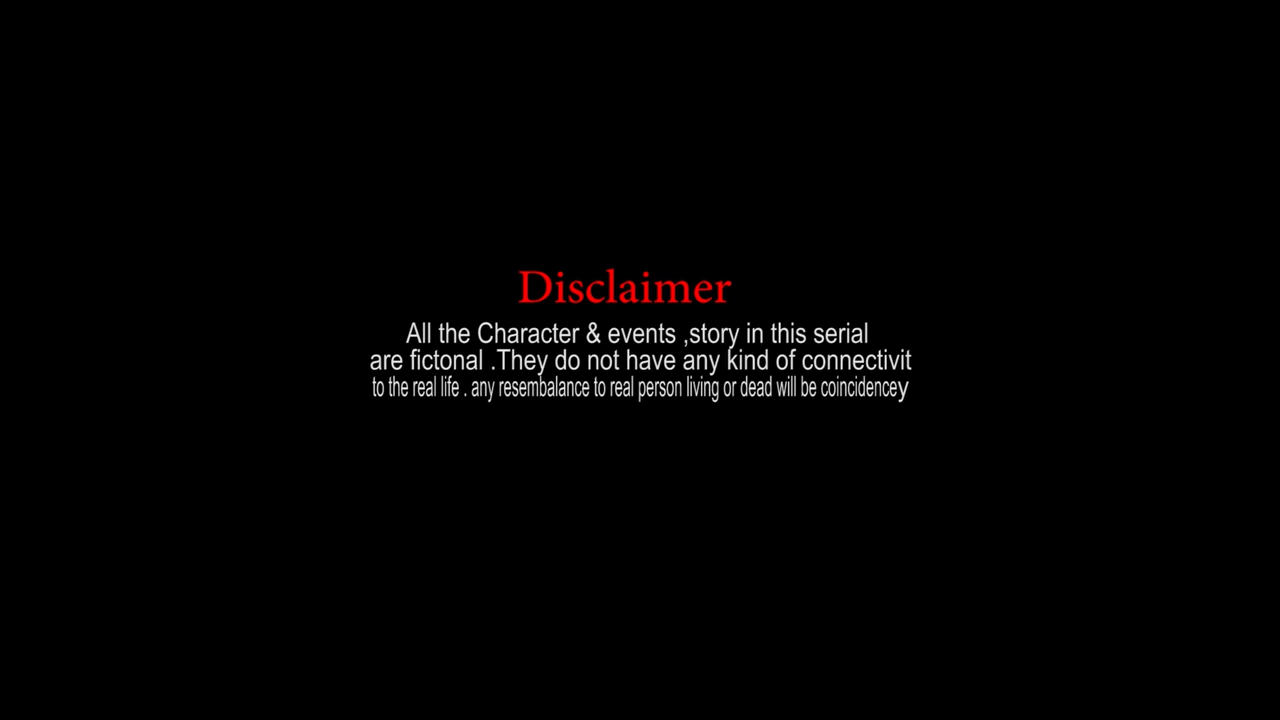 Disclaimer
All the Character & events ,story in this serial
are fictonal .They do not have any kind of connectivit
to the real life . any resembalance to real person living or dead will be coincidencey